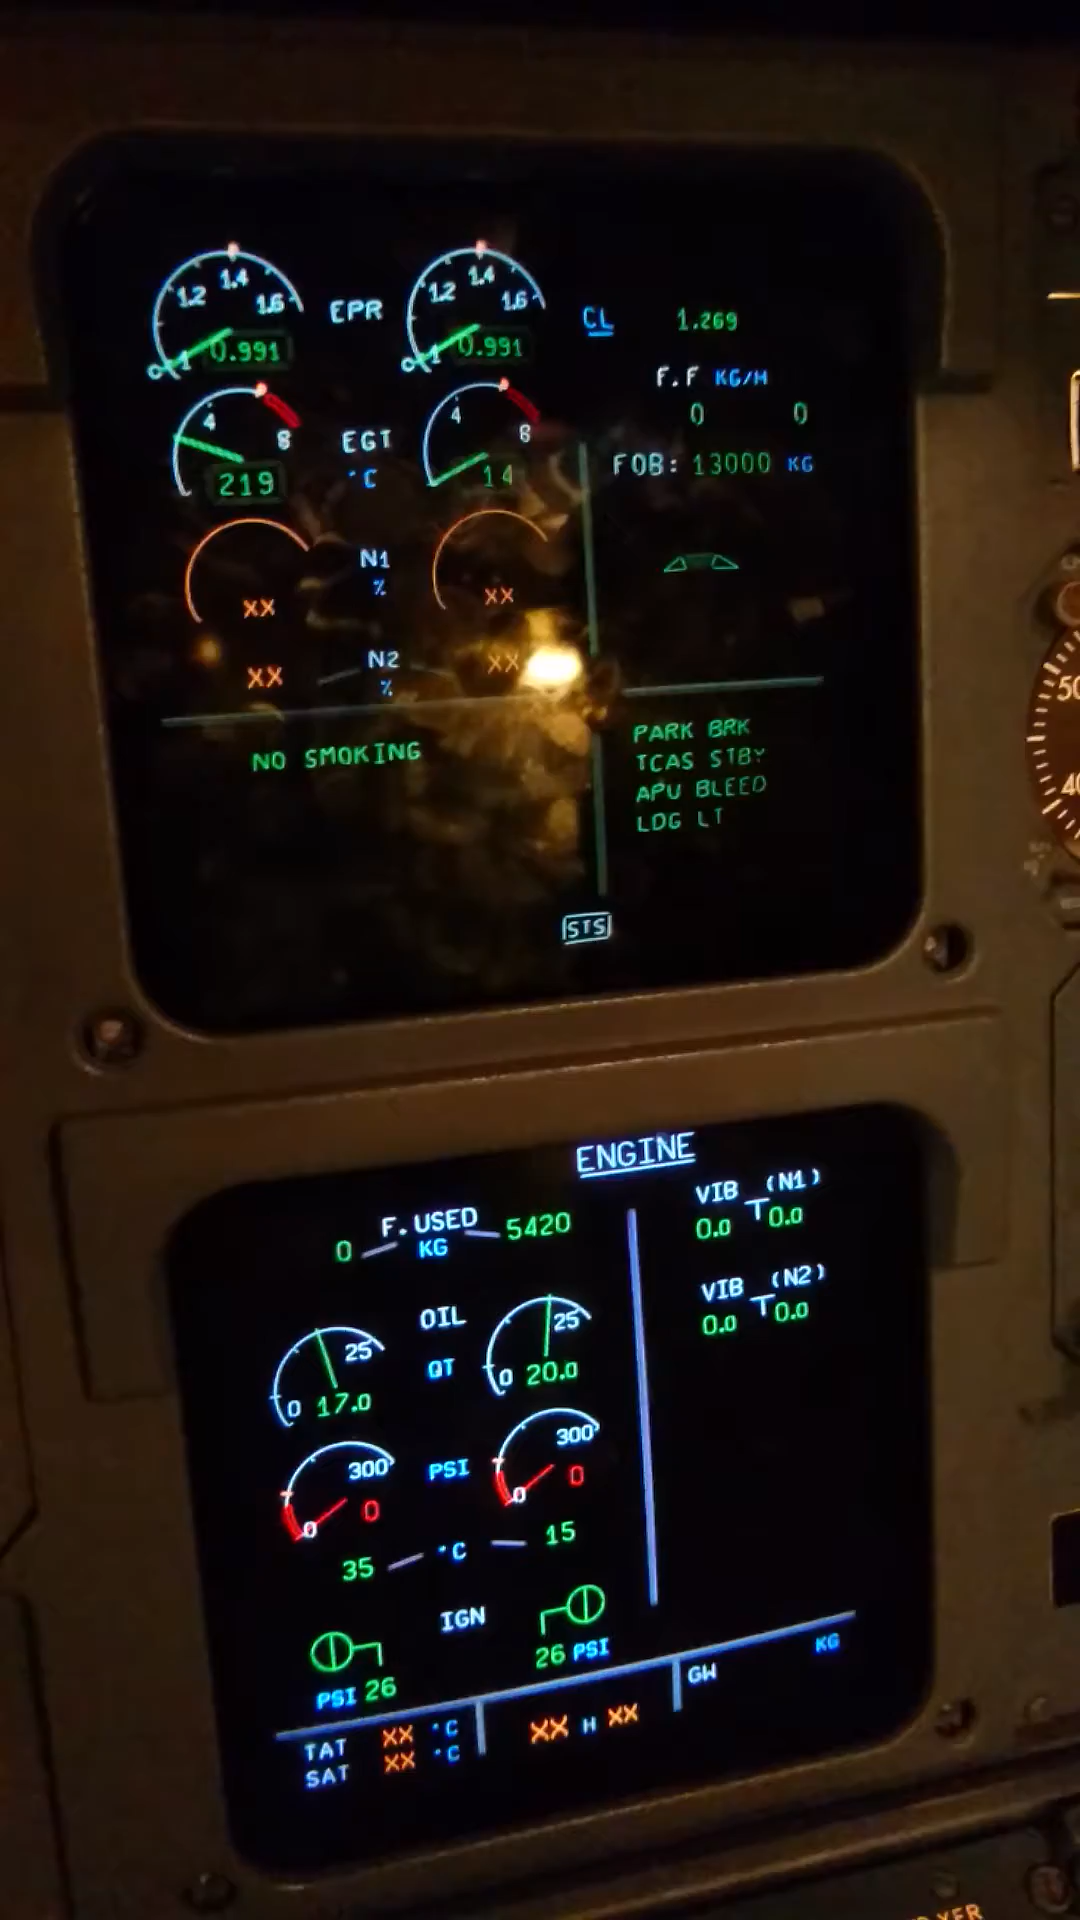 1.2 1.4 1.6 EPR 1.2 1.4 1.6
1 0.991 1 0.991 CL 1.269
F.F KG/H
0 0
4 8 EGT 4 8
219 °C 14 FOB: 13000 KG
N1
XX % XX
N2
XX % XX
NO SMOKING
PARK BRK
TCAS STBY
APU BLEED
LDG LT
STS
50
40
ENGINE
F.USED
0 KG 5420
VIB (N1)
0.0 0.0
VIB (N2)
0.0 0.0
OIL
25 25
0 17.0 QT 0 20.0
300 PSI 300
0 0 0 0
35 °C 15
IGN
PSI 26 26 PSI
GW KG
TAT XX °C XX H XX
SAT XX °C